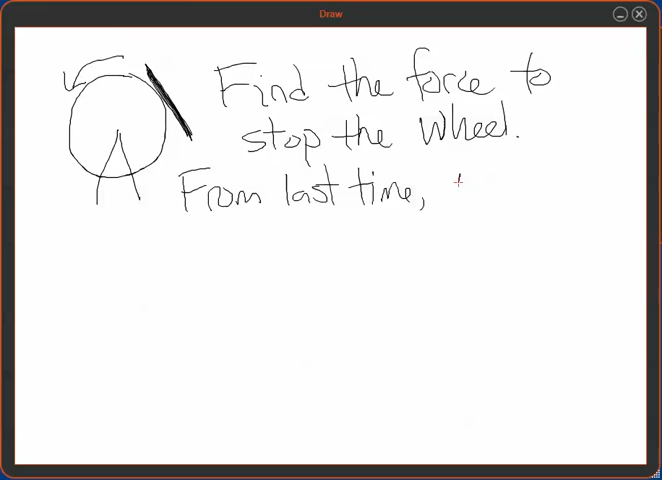 Draw
Find the force to
stop the wheel.
From last time,